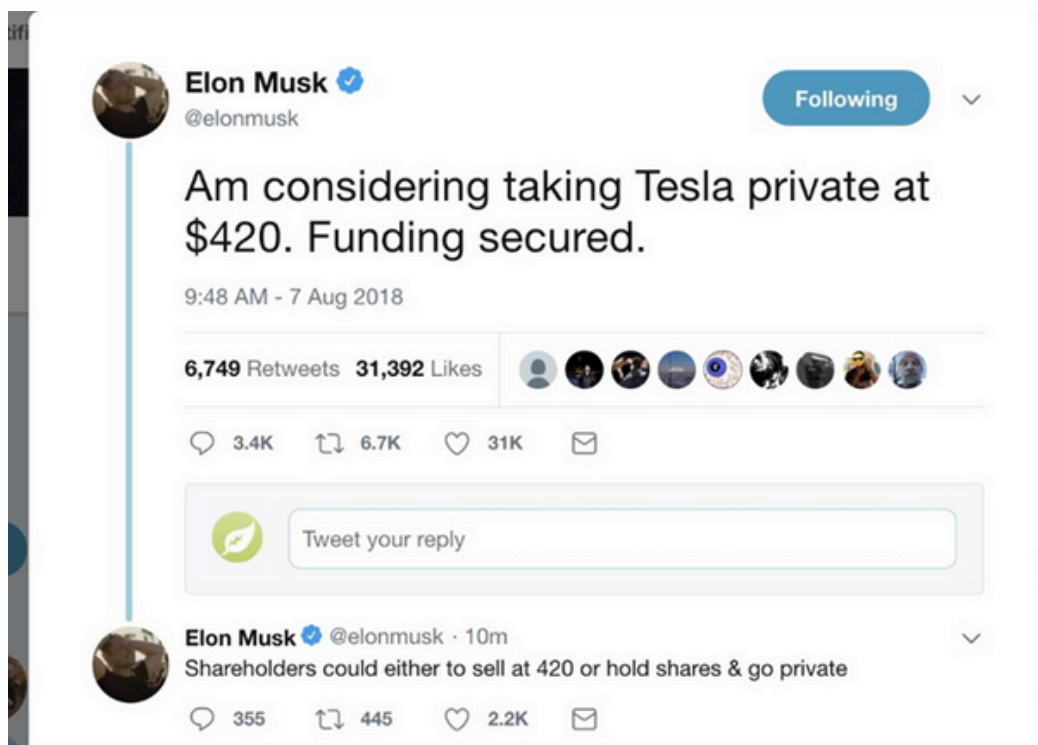 Elon Musk
Following
@elonmusk
Am considering taking Tesla private at
$420. Funding secured.
9:48 AM - 7 Aug 2018
6,749 Retweets 31,392 Likes
3.4K 6.7K 31K
Tweet your reply
Elon Musk @elonmusk · 10m
Shareholders could either to sell at 420 or hold shares & go private
355 445 2.2K